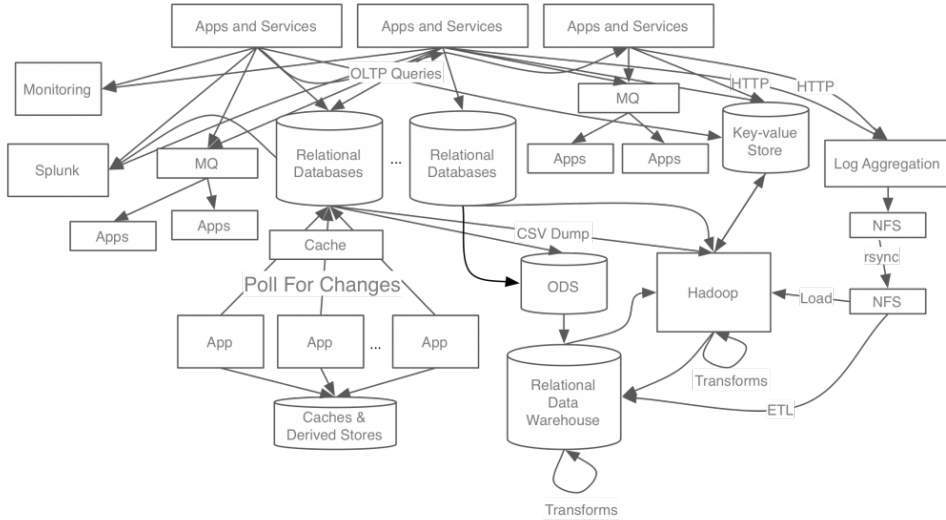 Apps and Services
Apps and Services
Apps and Services
Monitoring
OLTP Queries
HTTP
HTTP
MQ
Splunk
MQ
Relational
Databases
...
Relational
Databases
Apps
Apps
Key-value
Store
Log Aggregation
Apps
Apps
Cache
CSV Dump
NFS
rsync
Poll For Changes
ODS
Hadoop
Load
NFS
App
App
...
App
Relational
Data
Warehouse
Transforms
Caches &
Derived Stores
ETL
Transforms